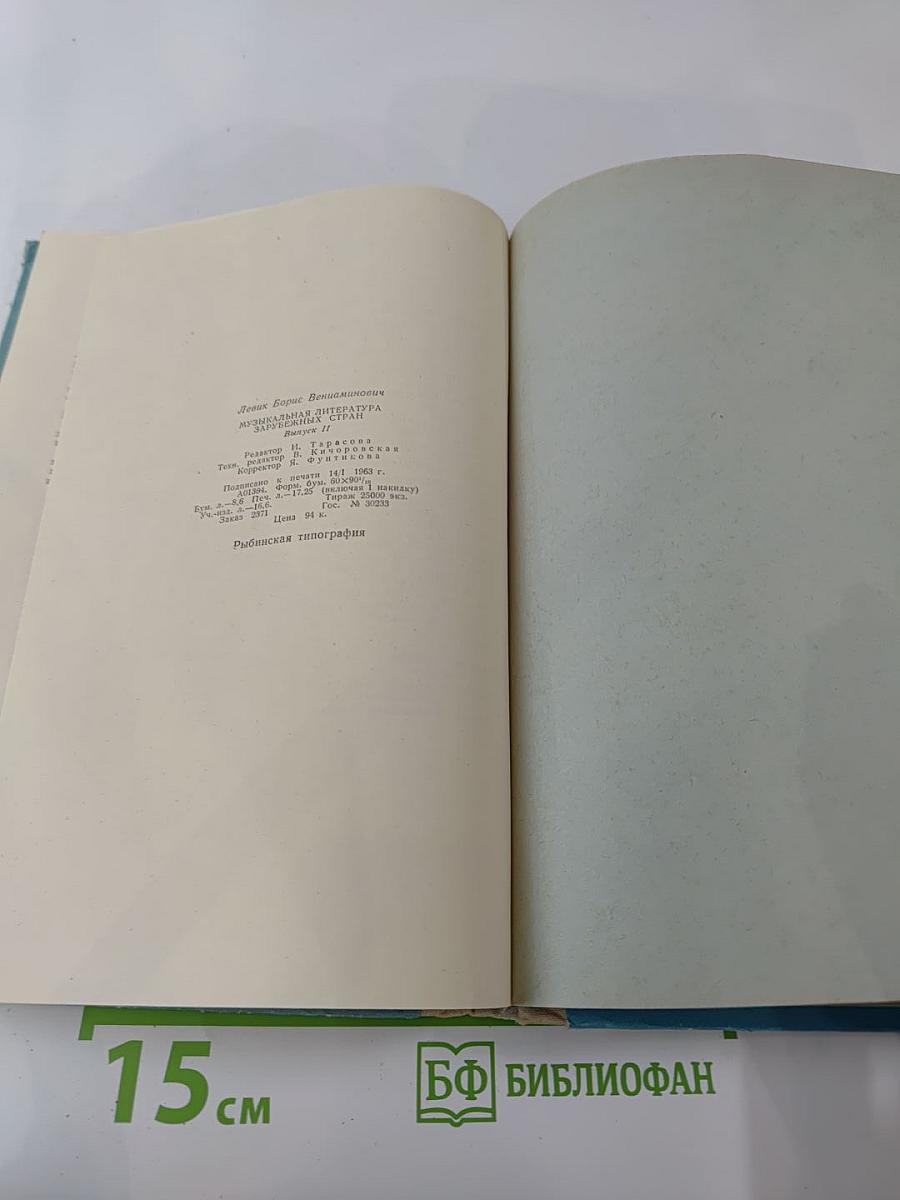 Левик Борис Вениаминович
МУЗЫКАЛЬНАЯ ЛИТЕРАТУРА
ЗАРУБЕЖНЫХ СТРАН
Выпуск II
Редактор И. Тарасова
Техн. редактор В. Кичоровская
Корректор Я. Фунтикова
Подписано к печати 14/I 1963 г.
А01394. Форм. бум. 60×90¹/₁₆
Бум. л.—8,6 Печ. л.—17,25 (включая 1 накидку)
Уч.-изд. л.—16,6. Тираж 25000 экз.
Заказ 2371 Гос. № 30233
Цена 94 к.
Рыбинская типография
15 см
БФ БИБЛИОФАН